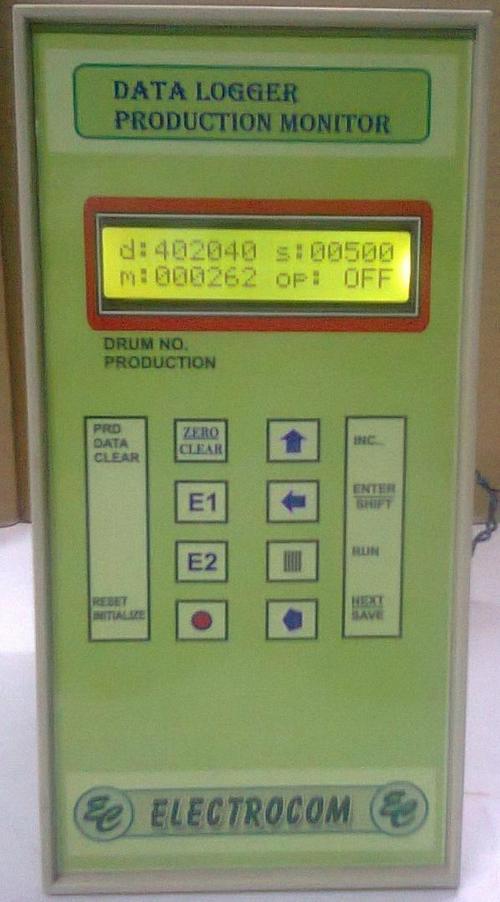 DATA LOGGER
PRODUCTION MONITOR
d:402040 s:00500
m:000262 op: OFF
DRUM NO.
PRODUCTION
PRD
DATA
CLEAR
ZERO
CLEAR
INC..
E1
ENTER
SHIFT
E2
RUN
RESET
INITIALIZE
NEXT
SAVE
EC ELECTROCOM EC